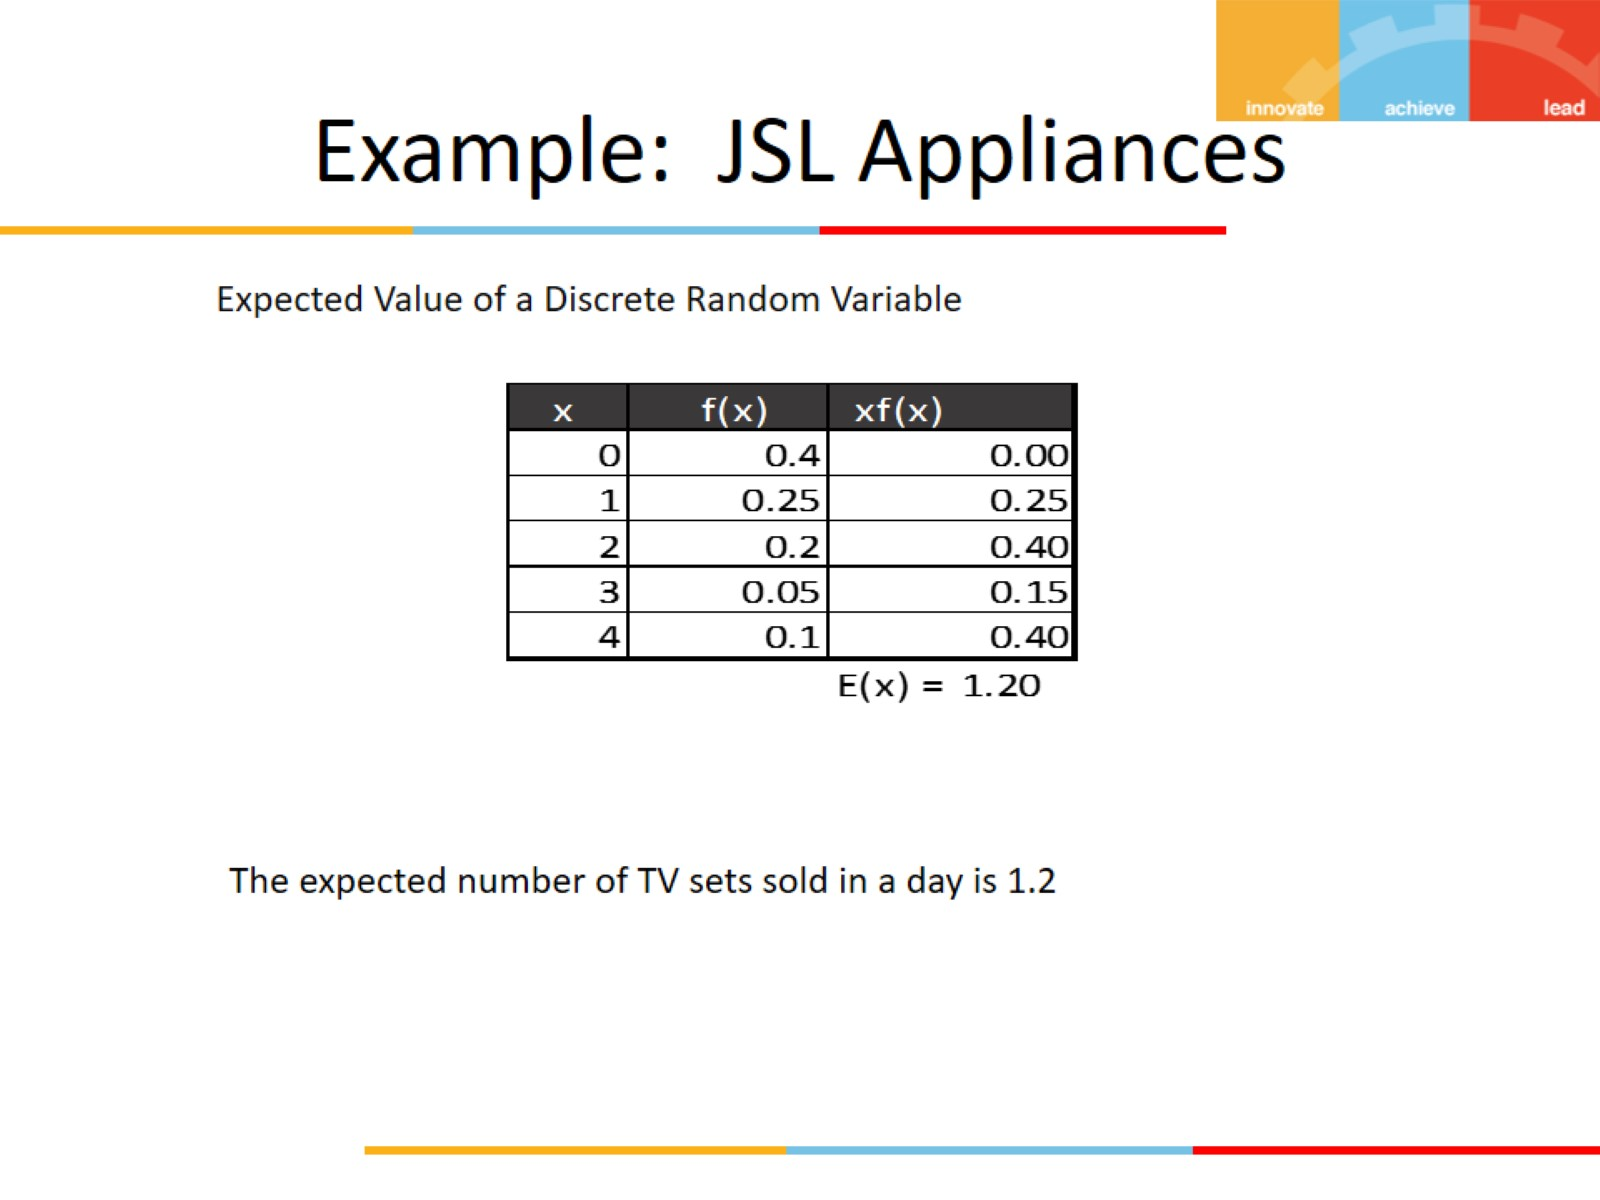 innovate achieve lead
Example: JSL Appliances
Expected Value of a Discrete Random Variable
x f(x) xf(x)
0 0.4 0.00
1 0.25 0.25
2 0.2 0.40
3 0.05 0.15
4 0.1 0.40
E(x) = 1.20
The expected number of TV sets sold in a day is 1.2